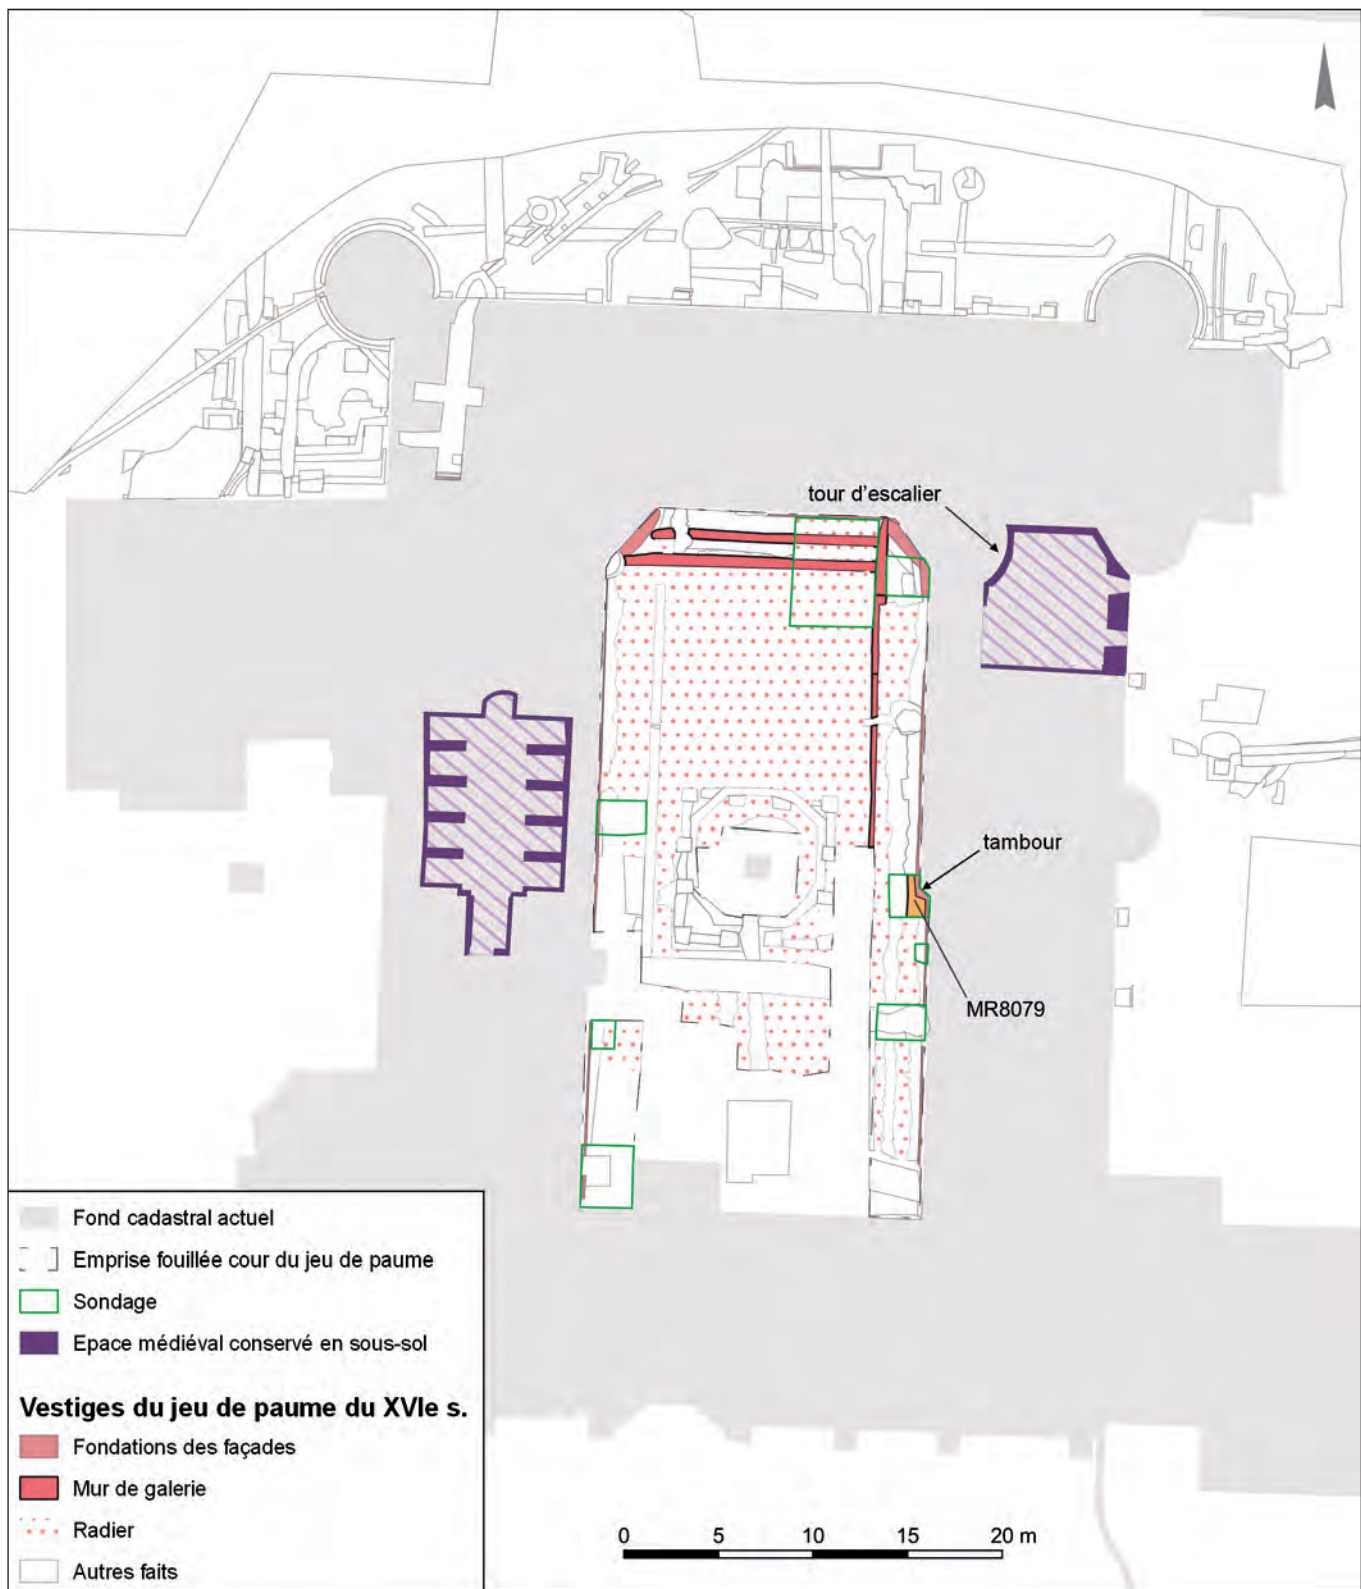 tour d'escalier
tambour
MR8079
Fond cadastral actuel
Emprise fouillée cour du jeu de paume
Sondage
Epace médiéval conservé en sous-sol
Vestiges du jeu de paume du XVIe s.
Fondations des façades
Mur de galerie
Radier
Autres faits
0 5 10 15 20 m